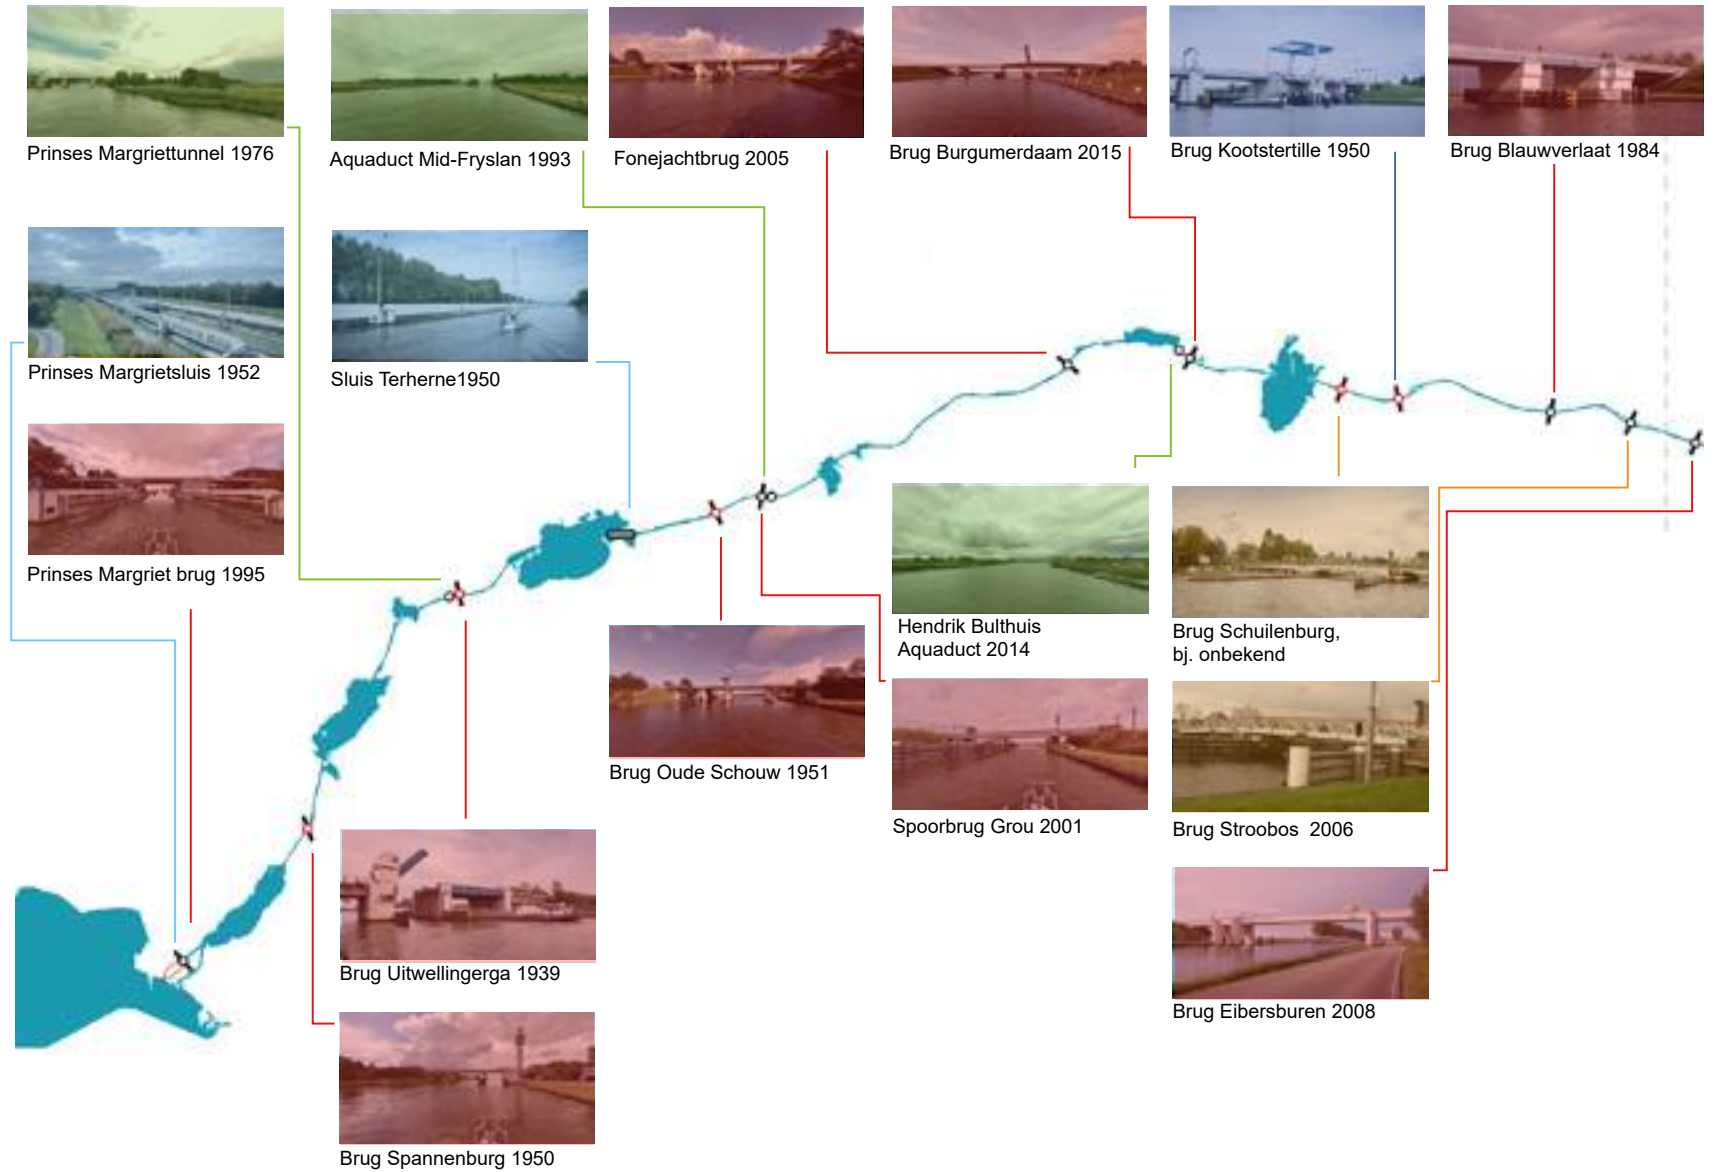 Prinses Margriettunnel 1976
Aquaduct Mid-Fryslan 1993
Fonejachtbrug 2005
Brug Burgumerdaam 2015
Brug Kootstertille 1950
Brug Blauwverlaat 1984
Prinses Margrietsluis 1952
Sluis Terherne1950
Prinses Margriet brug 1995
Hendrik Bulthuis
Aquaduct 2014
Brug Schuilenburg,
bj. onbekend
Brug Oude Schouw 1951
Spoorbrug Grou 2001
Brug Stroobos  2006
Brug Uitwellingerga 1939
Brug Eibersburen 2008
Brug Spannenburg 1950